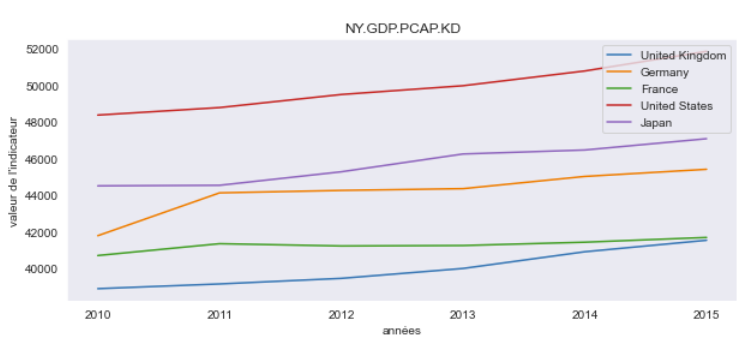 NY.GDP.PCAP.KD
52000
50000
48000
46000
44000
42000
40000
valeur de l'indicateur
United Kingdom
Germany
France
United States
Japan
2010 2011 2012 2013 2014 2015
années